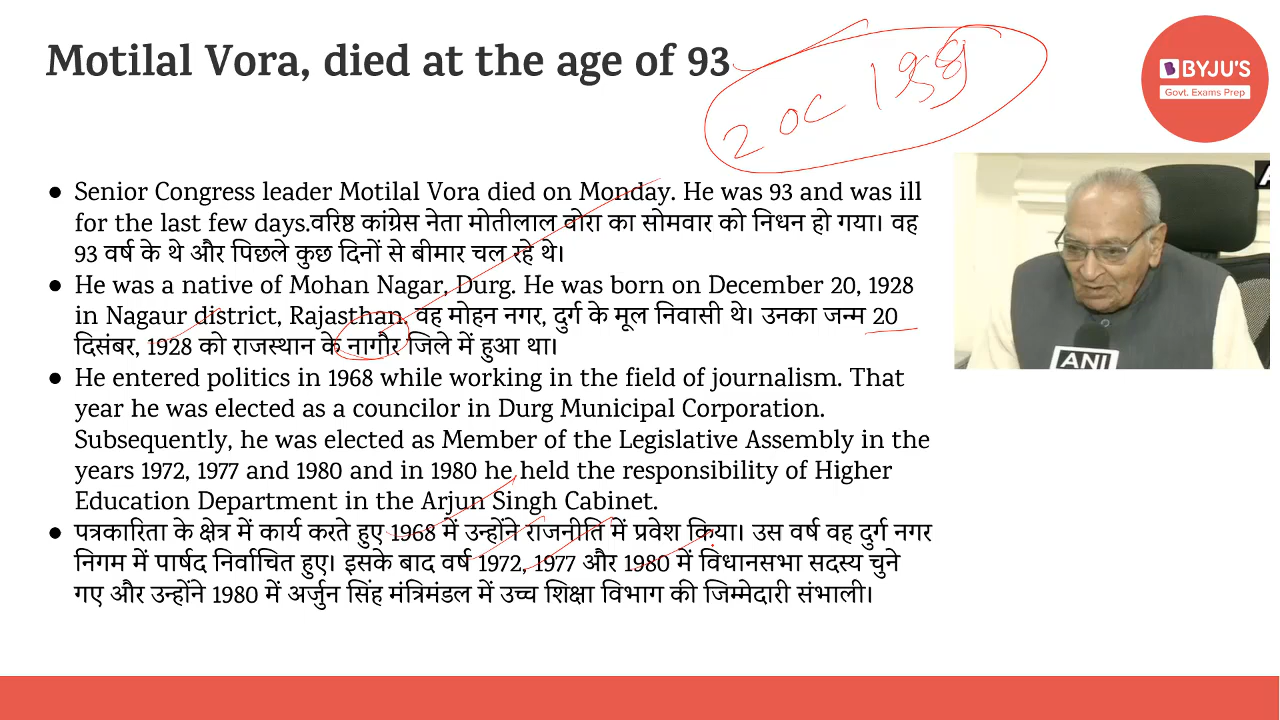 Motilal Vora, died at the age of 93
BYJU'S
Govt. Exams Prep
● Senior Congress leader Motilal Vora died on Monday. He was 93 and was ill
for the last few days.वरिष्ठ कांग्रेस नेता मोतीलाल वोरा का सोमवार को निधन हो गया। वह
93 वर्ष के थे और पिछले कुछ दिनों से बीमार चल रहे थे।
● He was a native of Mohan Nagar, Durg. He was born on December 20, 1928
in Nagaur district, Rajasthan. वह मोहन नगर, दुर्ग के मूल निवासी थे। उनका जन्म 20
दिसंबर, 1928 को राजस्थान के नागौर जिले में हुआ था।
● He entered politics in 1968 while working in the field of journalism. That
year he was elected as a councilor in Durg Municipal Corporation.
Subsequently, he was elected as Member of the Legislative Assembly in the
years 1972, 1977 and 1980 and in 1980 he held the responsibility of Higher
Education Department in the Arjun Singh Cabinet.
● पत्रकारिता के क्षेत्र में कार्य करते हुए 1968 में उन्होंने राजनीति में प्रवेश किया। उस वर्ष वह दुर्ग नगर
निगम में पार्षद निर्वाचित हुए। इसके बाद वर्ष 1972, 1977 और 1980 में विधानसभा सदस्य चुने
गए और उन्होंने 1980 में अर्जुन सिंह मंत्रिमंडल में उच्च शिक्षा विभाग की जिम्मेदारी संभाली।
ANI